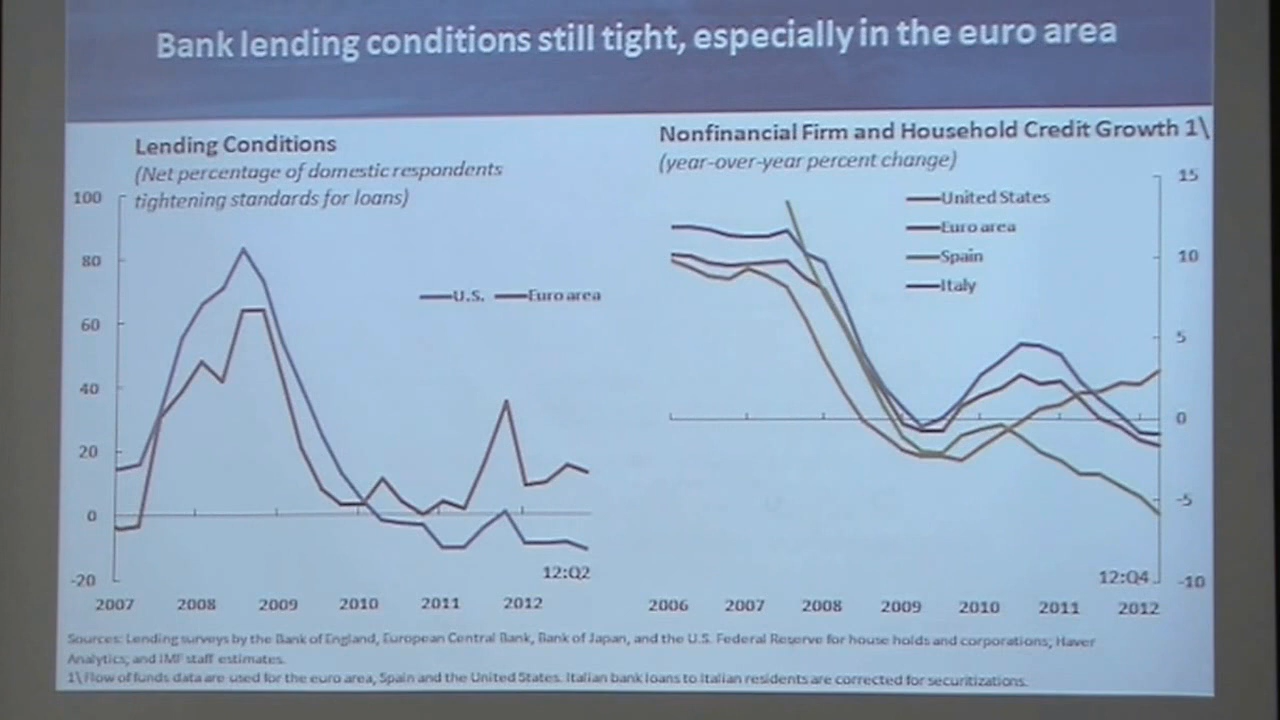 Bank lending conditions still tight, especially in the euro area
Lending Conditions
(Net percentage of domestic respondents
tightening standards for loans)
100
80
60
40
20
0
-20
U.S.
Euro area
12:Q2
2007 2008 2009 2010 2011 2012
Nonfinancial Firm and Household Credit Growth 1\
(year-over-year percent change)
United States
Euro area
Spain
Italy
15
10
5
0
-5
-10
12:Q4
2006 2007 2008 2009 2010 2011 2012
Sources: Lending surveys by the Bank of England, European Central Bank, Bank of Japan, and the U.S. Federal Reserve for house holds and corporations; Haver
Analytics; and IMF staff estimates.
1\ Flow of funds data are used for the euro area, Spain and the United States. Italian bank loans to Italian residents are corrected for securitizations.